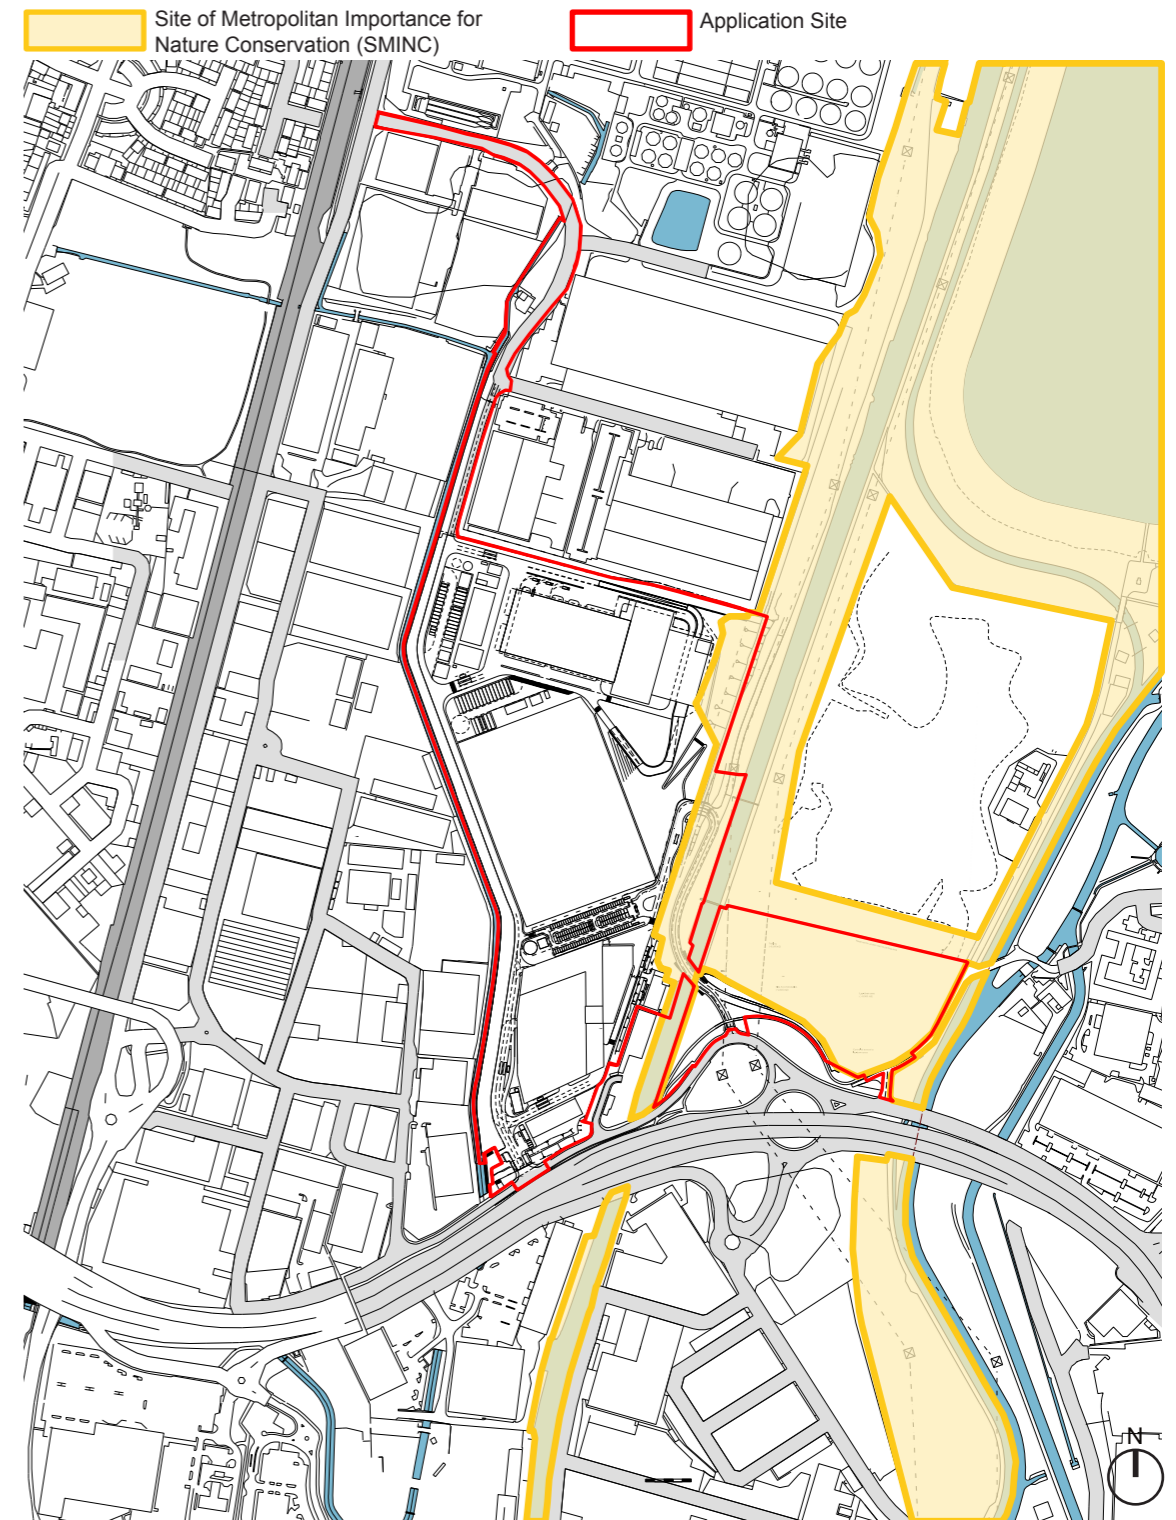 Site of Metropolitan Importance for
Nature Conservation (SMINC)
Application Site
N